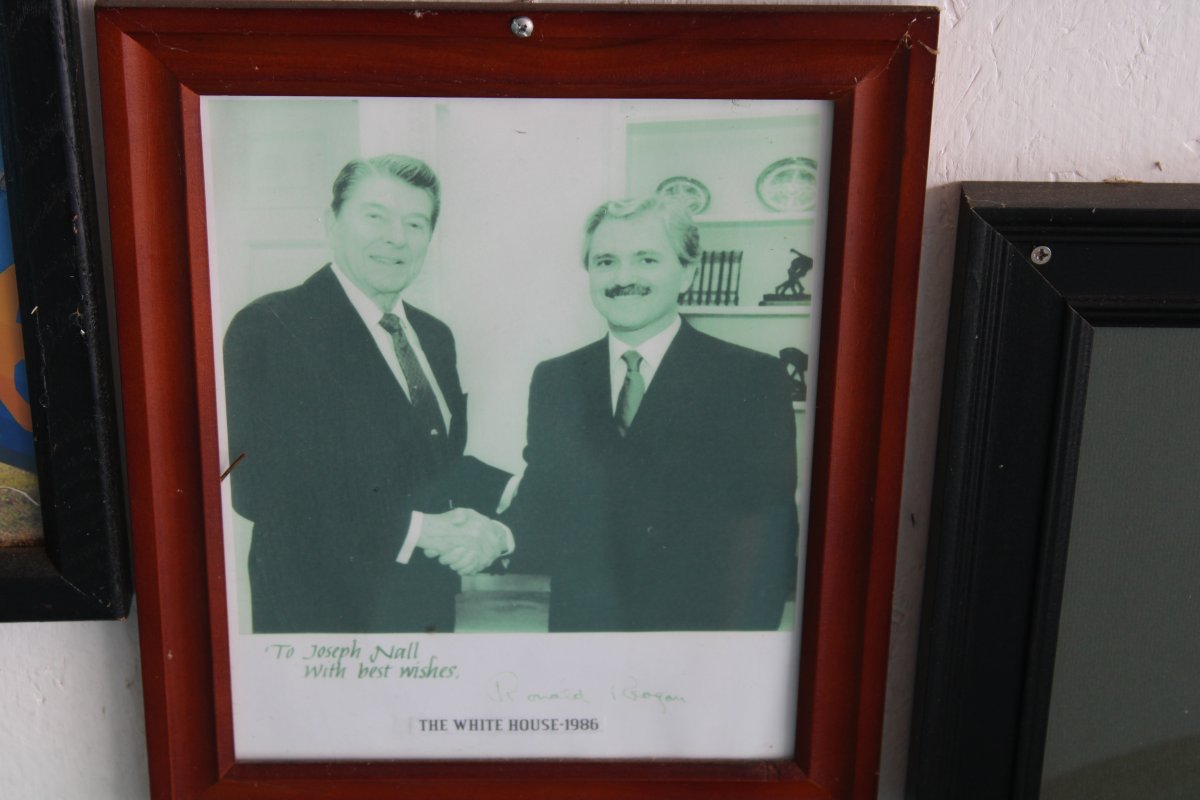 To Joseph Nall
With best wishes,
Ronald Reagan
THE WHITE HOUSE-1986